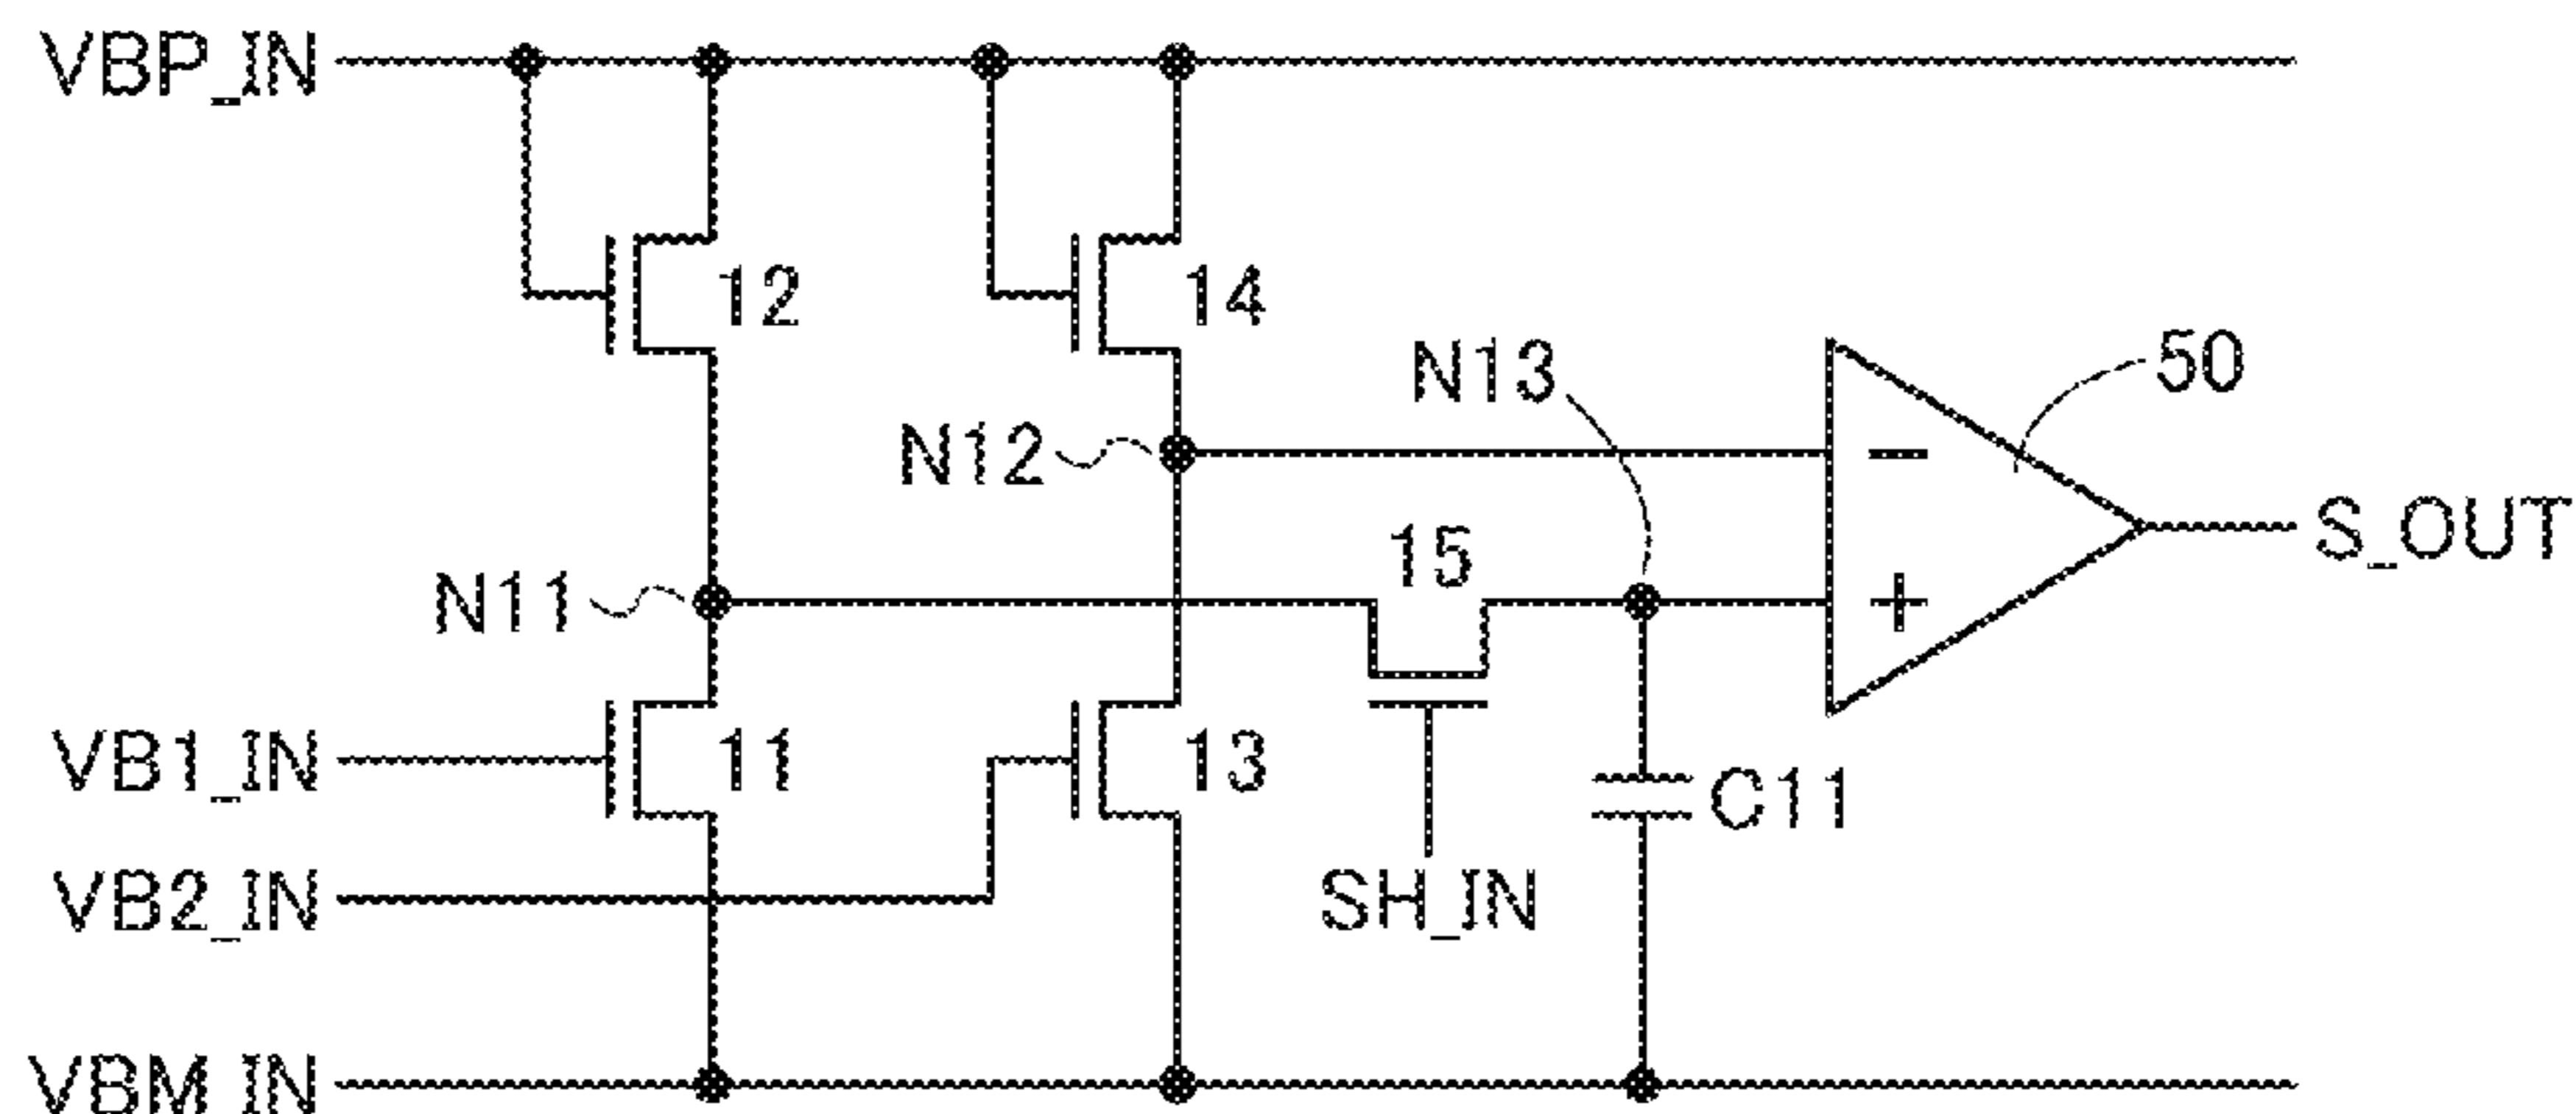 VBP_IN
12
14
N13
50
N12
S_OUT
15
N11
VB1_IN
11
13
C11
VB2_IN
SH_IN
VBM_IN
−
+